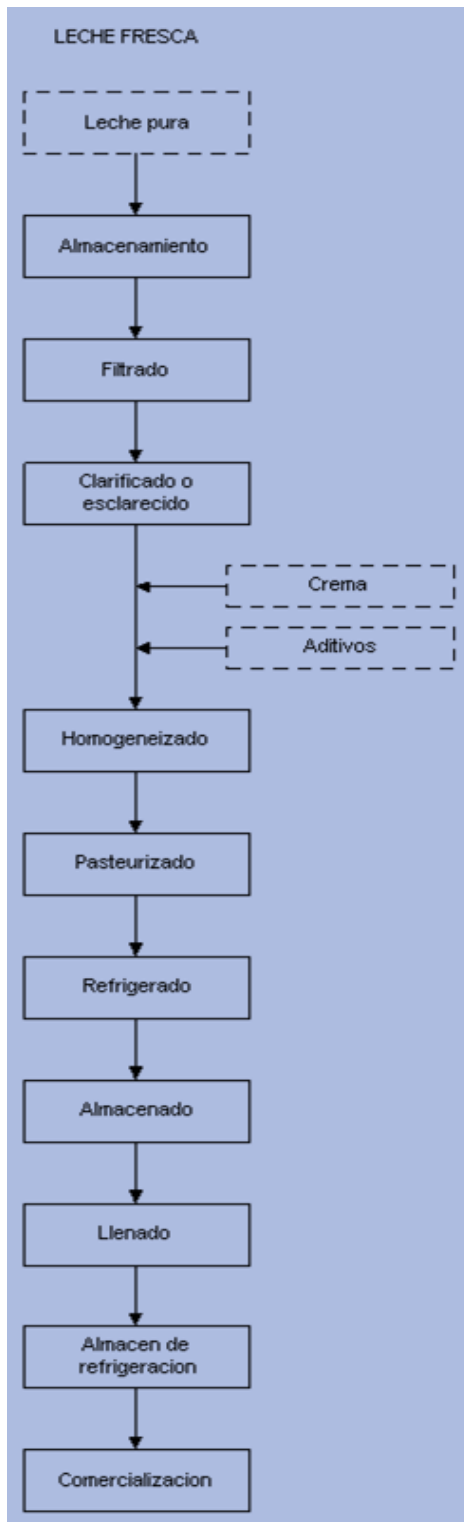 LECHE FRESCA
Leche pura
Almacenamiento
Filtrado
Clarificado o
esclarecido
Crema
Aditivos
Homogeneizado
Pasteurizado
Refrigerado
Almacenado
Llenado
Almacen de
refrigeracion
Comercializacion